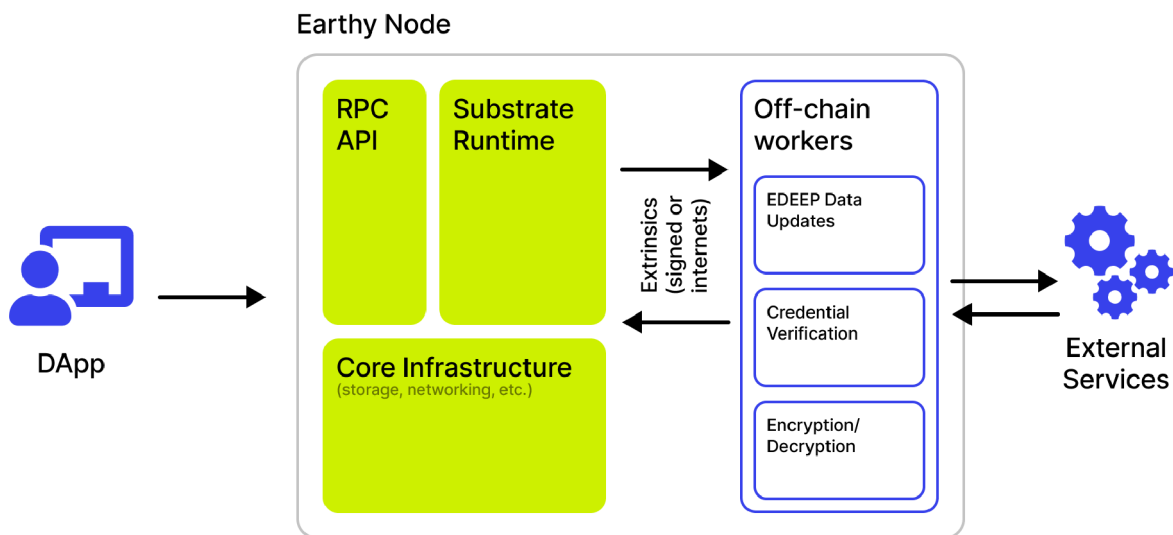 Earthy Node
RPC
API
Substrate
Runtime
Core Infrastructure
(storage, networking, etc.)
Extrinsics
(signed or
internets)
Off-chain
workers
EDEEP Data
Updates
Credential
Verification
Encryption/
Decryption
DApp
External
Services